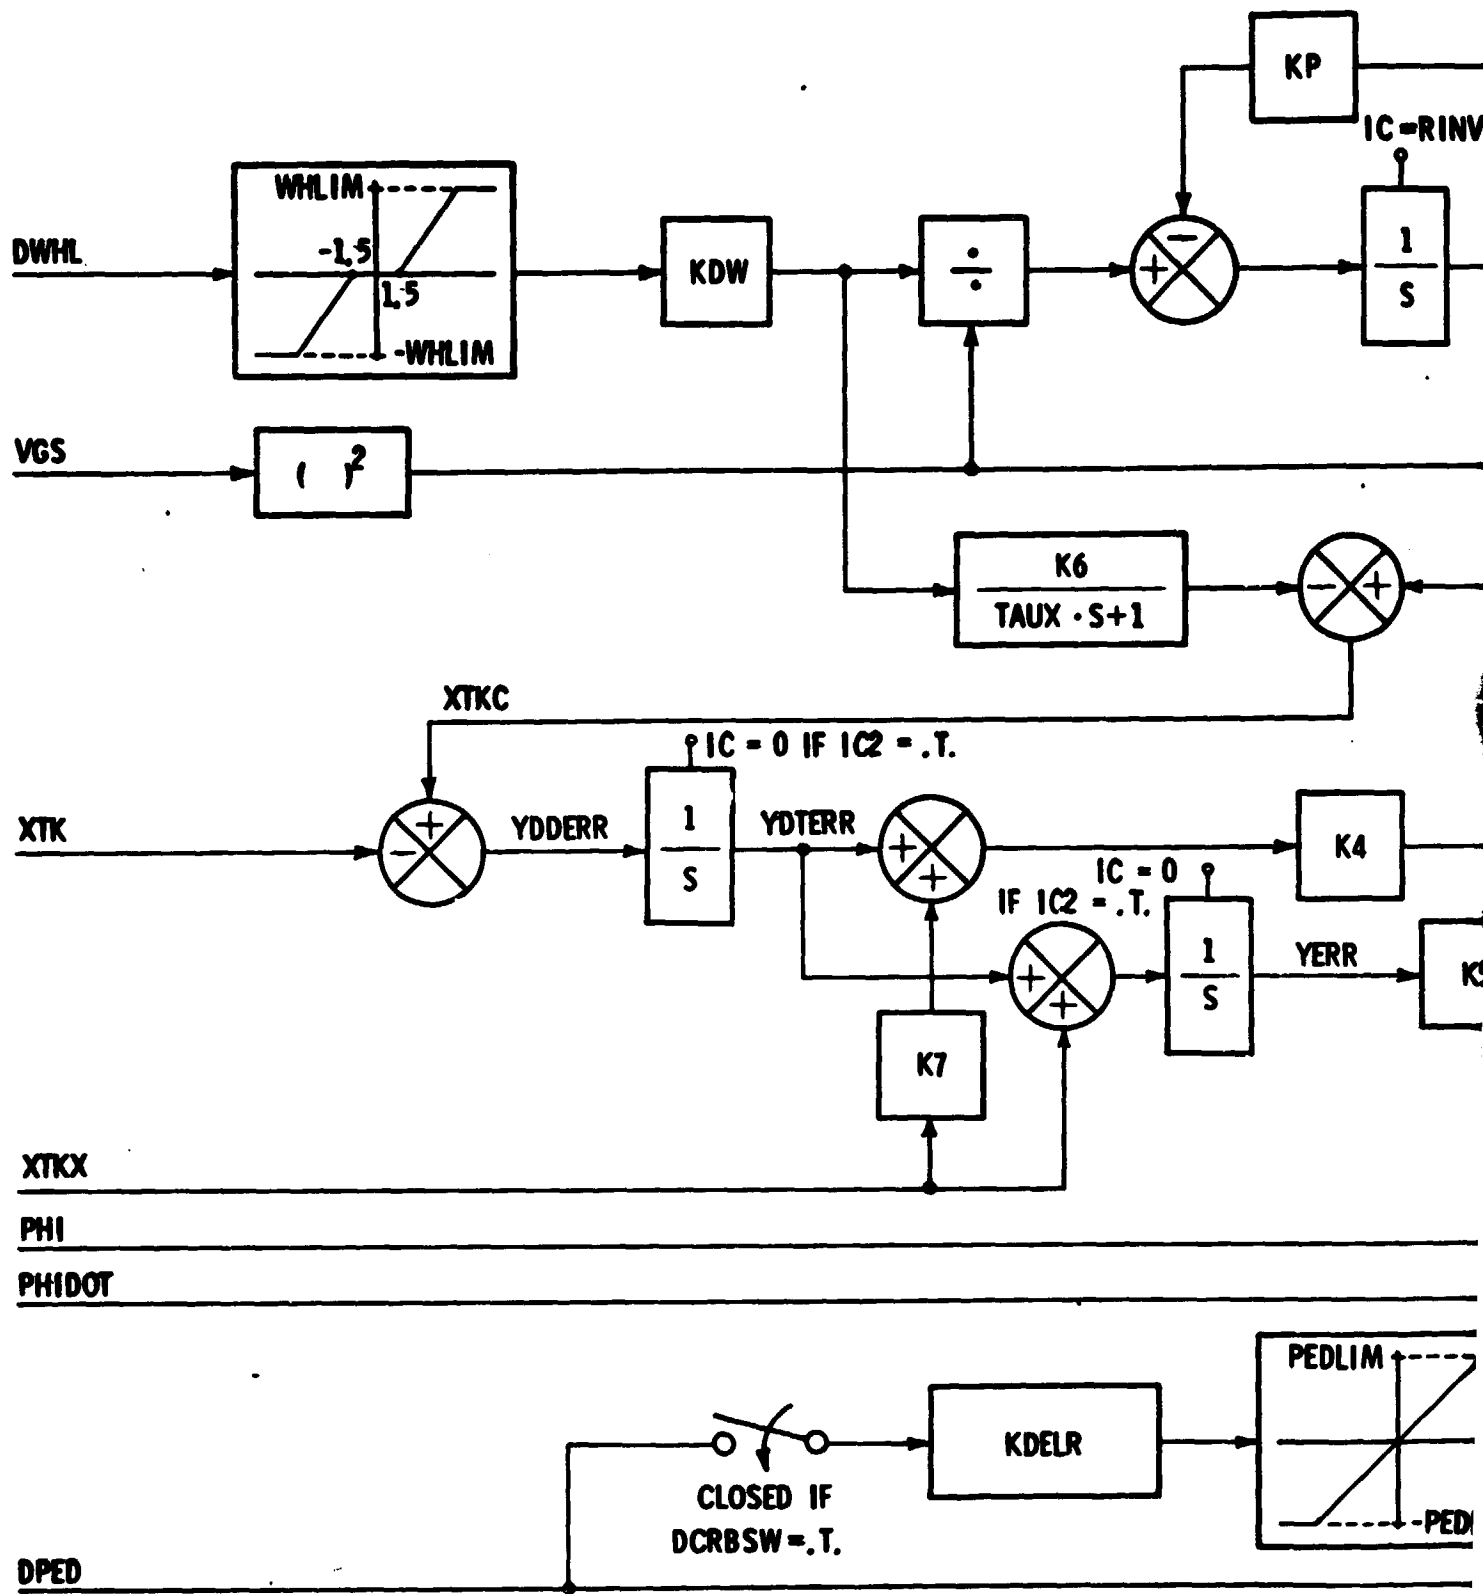 KP
IC=RINV
WHLIM
DWHL
-1.5
1.5
-WHLIM
KDW
÷
+
−
1
S
VGS
( )²
K6
TAUX · S+1
− +
XTKC
IC = 0 IF IC2 = .T.
XTK
−
+
YDDERR
1
S
YDTERR
+
+
K4
IC = 0
IF IC2 = .T.
+
+
1
S
YERR
K7
XTKX
PHI
PHIDOT
PEDLIM
KDELR
CLOSED IF
DCRBSW=.T.
DPED